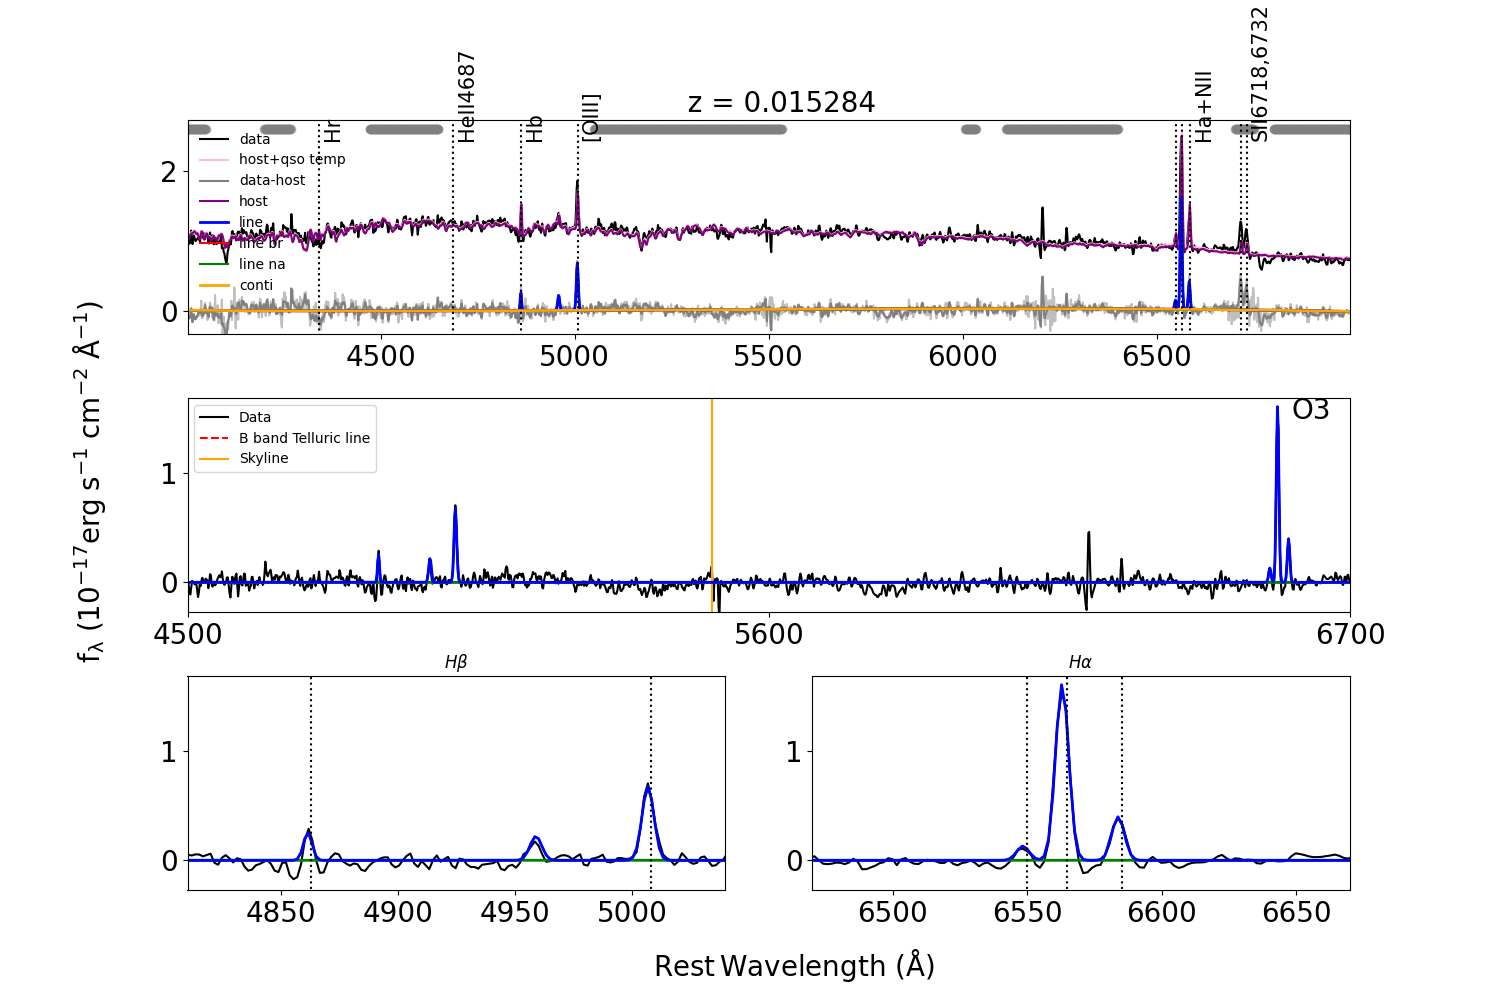 z = 0.015284
Hr
HeII4687
Hb
[OIII]
Ha+NII
SII6718,6732
data
host+qso temp
data-host
host
line
line br
line na
conti
2
0
4500 5000 5500 6000 6500
Data
B band Telluric line
Skyline
O3
1
0
4500 5600 6700
fλ (10⁻¹⁷erg s⁻¹ cm⁻² Å⁻¹)
Hβ
1
0
4850 4900 4950 5000
Hα
1
0
6500 6550 6600 6650
Rest Wavelength (Å)